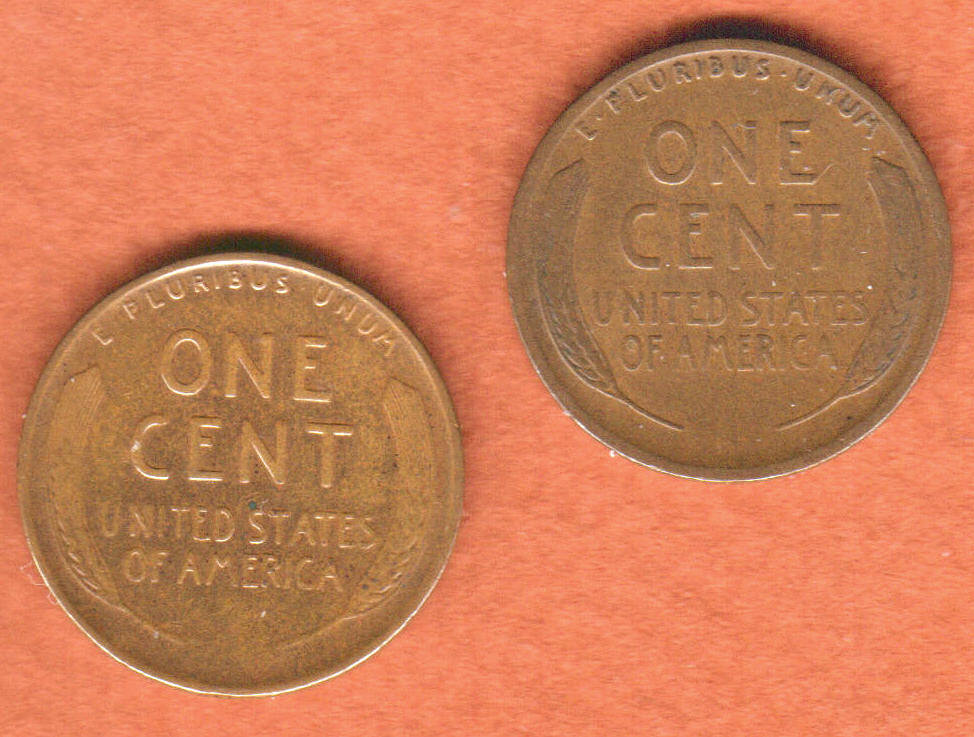 E · PLURIBUS · UNUM
ONE
CENT
UNITED STATES
OF AMERICA
E · PLURIBUS · UNUM
ONE
CENT
UNITED STATES
OF AMERICA